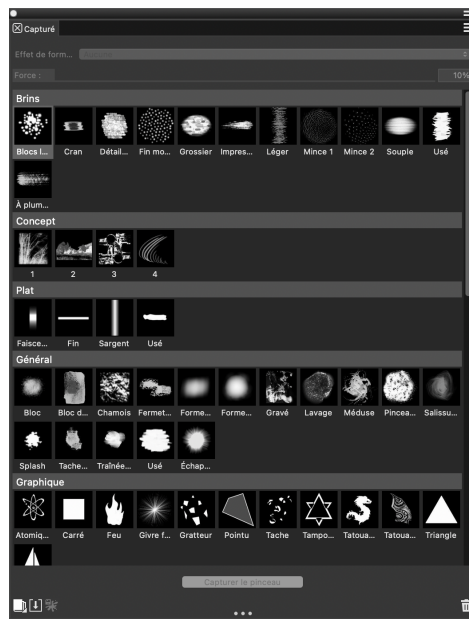 Capturé
Effet de form...
Force :
10%
Brins
Blocs l... Cran Détail... Fin mo... Grossier Impres... Léger Mince 1 Mince 2 Souple Usé
À plum...
Concept
1 2 3 4
Plat
Faisce... Fin Sargent Usé
Général
Bloc Bloc d... Chamois Fermet... Forme... Forme... Gravé Lavage Méduse Pincea... Salissu...
Splash Tache... Traînée... Usé Échap...
Graphique
Atomiq... Carré Feu Givre f... Gratteur Pointu Tache Tampo... Tatoua... Tatoua... Triangle
Capturer le pinceau